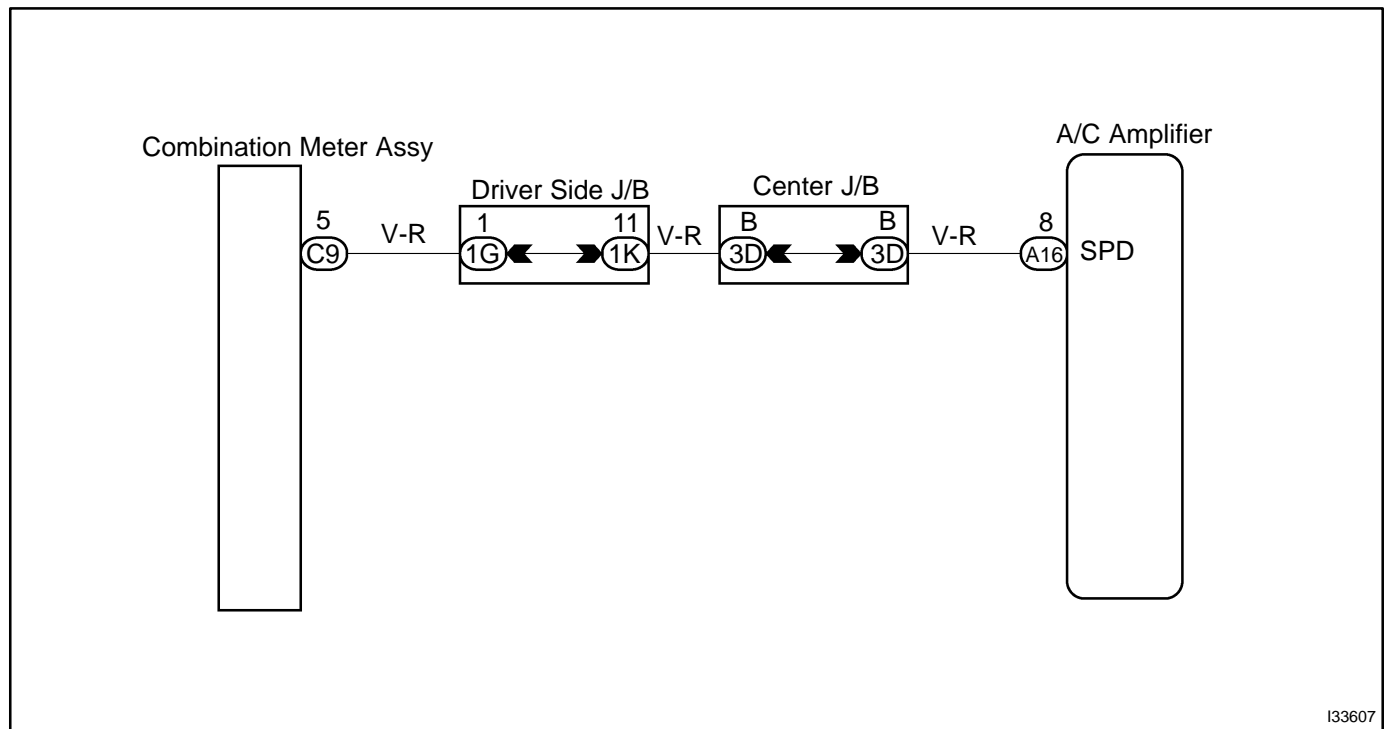 A/C Amplifier
Combination Meter Assy
Driver Side J/B
Center J/B
5
V-R
1
11
V-R
B
B
V-R
8
C9
1G
1K
3D
3D
A16
SPD
I33607